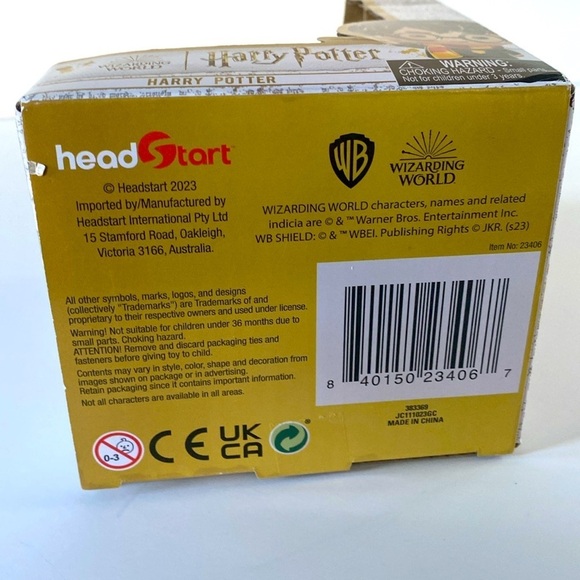 WIZARDING WORLD
Harry Potter
HARRY POTTER
WARNING:
CHOKING HAZARD - Small
Not for children under 3 years.
headStart
© Headstart 2023
Imported by/Manufactured by
Headstart International Pty Ltd
15 Stamford Road, Oakleigh,
Victoria 3166, Australia.
WB
WIZARDING
WORLD
WIZARDING WORLD characters, names and related
indicia are © & ™ Warner Bros. Entertainment Inc.
WB SHIELD: © & ™ WBEI. Publishing Rights © JKR. (s23)
Item No: 23406
All other symbols, marks, logos, and designs
(collectively "Trademarks") are Trademarks of and
proprietary to their respective owners and used under license.
Warning! Not suitable for children under 36 months due to
small parts. Choking hazard.
ATTENTION! Remove and discard packaging ties and
fasteners before giving toy to child.
Contents may vary in style, color, shape and decoration from
images shown on package or in advertising.
Retain packaging since it contains important information.
Not all characters are available in all areas.
8 40150 23406 7
383369
JC111023GC
MADE IN CHINA
0-3
CE
UK
CA